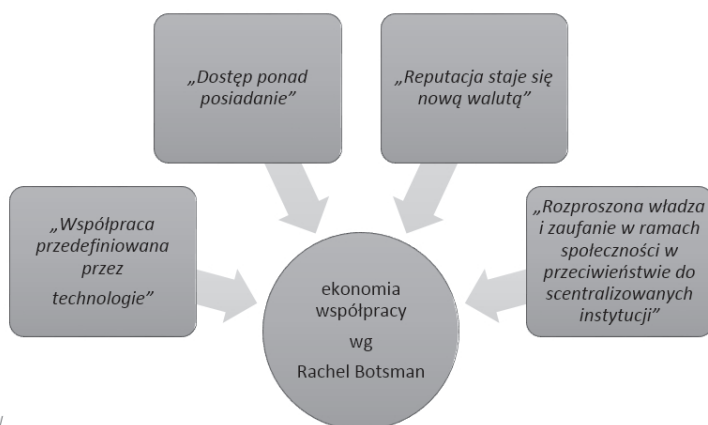 „Dostęp ponad
posiadanie”
„Reputacja staje się
nową walutą”
„Współpraca
przedefiniowana
przez
technologie”
„Rozproszona władza
i zaufanie w ramach
społeczności w
przeciwieństwie do
scentralizowanych
instytucji”
ekonomia
współpracy
wg
Rachel Botsman